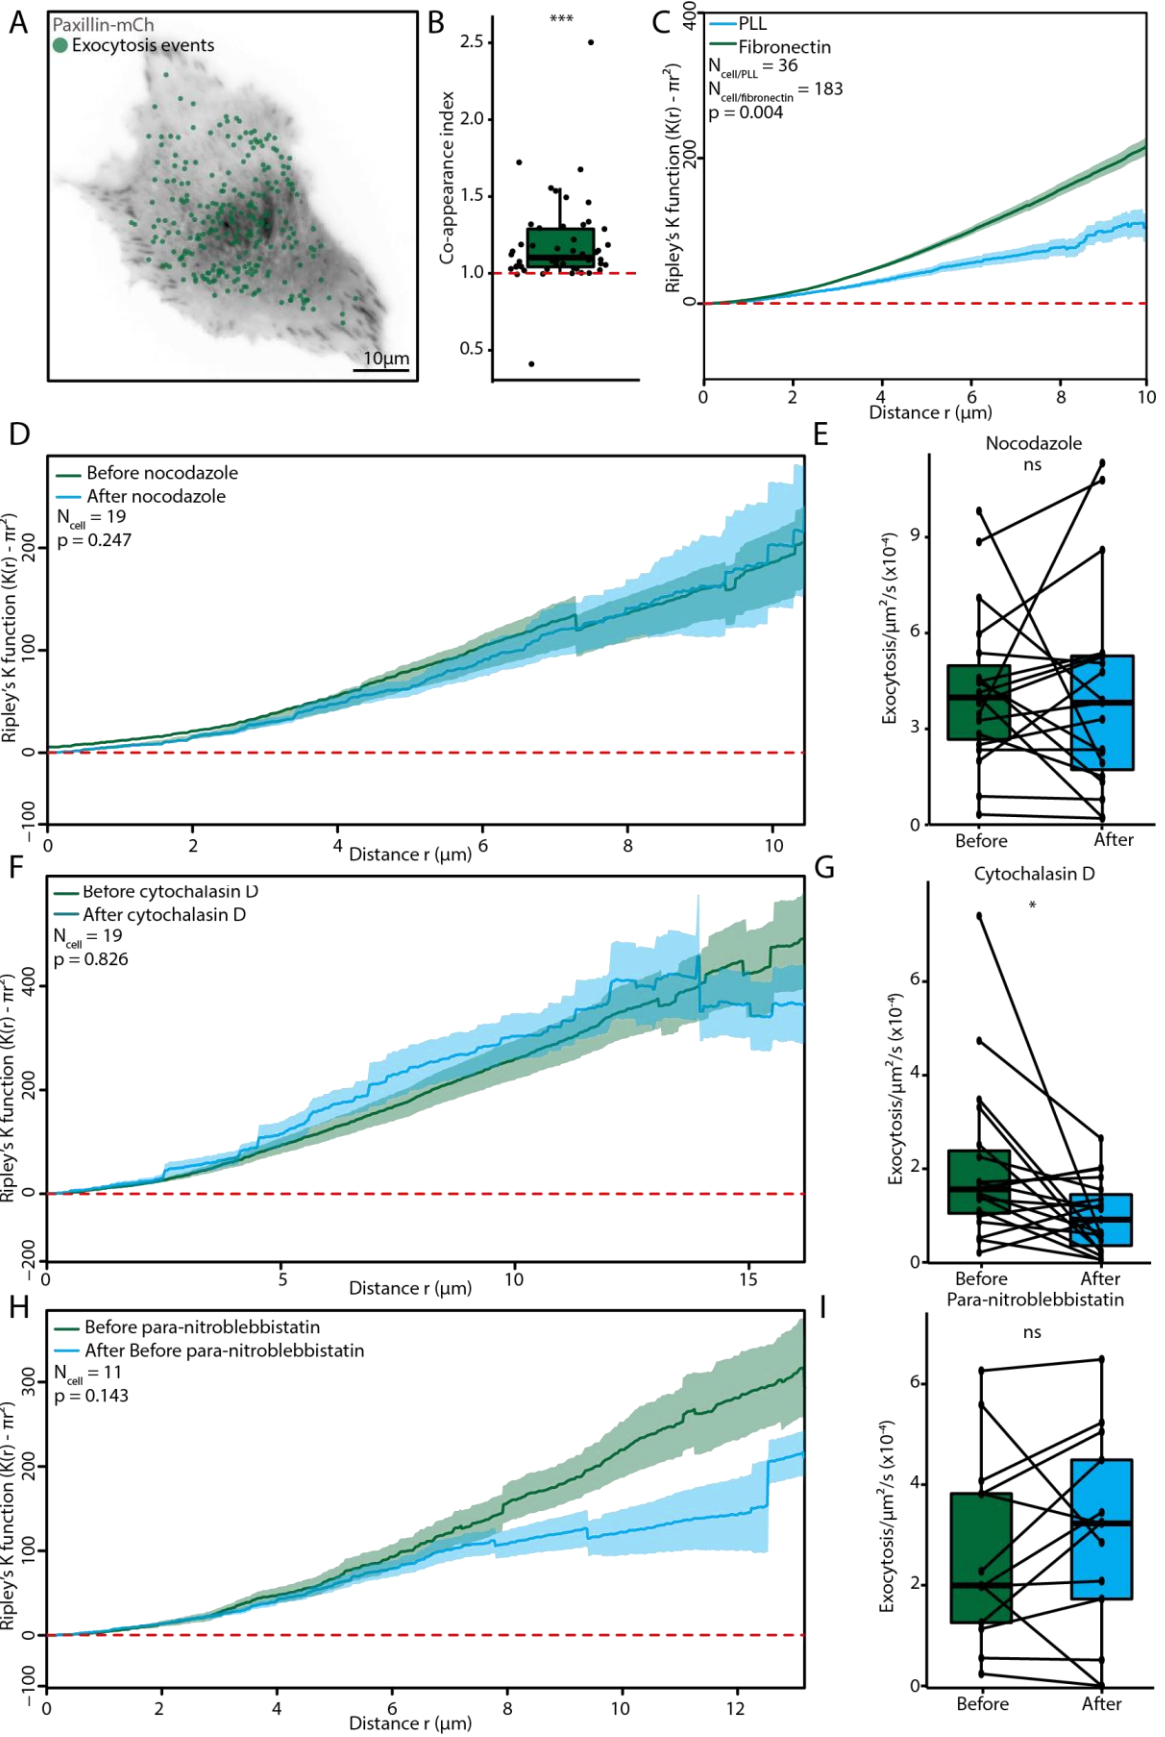 A
Paxillin-mCh
Exocytosis events
10μm
B
***
Co-appearance index
2.5
2.0
1.5
1.0
0.5
C
PLL
Fibronectin
Ncell/PLL = 36
Ncell/fibronectin = 183
p = 0.004
Ripley's K function (K(r) - πr²)
400
200
0
0 2 4 6 8 10
Distance r (μm)
D
Before nocodazole
After nocodazole
Ncell = 19
p = 0.247
Ripley's K function (K(r) - πr²)
200
100
0
−100
0 2 4 6 8 10
Distance r (μm)
E
Nocodazole
ns
Exocytosis/μm²/s (x10⁻⁴)
9
6
3
0
Before After
F
Before cytochalasin D
After cytochalasin D
Ncell = 19
p = 0.826
Ripley's K function (K(r) - πr²)
400
200
0
−200
0 5 10 15
Distance r (μm)
G
Cytochalasin D
*
Exocytosis/μm²/s (x10⁻⁴)
6
4
2
0
Before After
H
Before para-nitroblebbistatin
After Before para-nitroblebbistatin
Ncell = 11
p = 0.143
Ripley's K function (K(r) - πr²)
300
200
100
0
−100
0 2 4 6 8 10 12
Distance r (μm)
I
Para-nitroblebbistatin
ns
Exocytosis/μm²/s (x10⁻⁴)
6
4
2
0
Before After